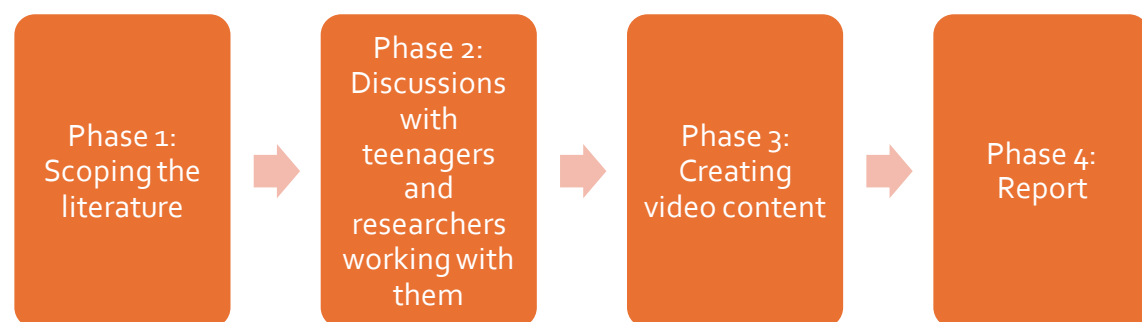 Phase 1:
Scoping the
literature
Phase 2:
Discussions
with
teenagers
and
researchers
working with
them
Phase 3:
Creating
video content
Phase 4:
Report